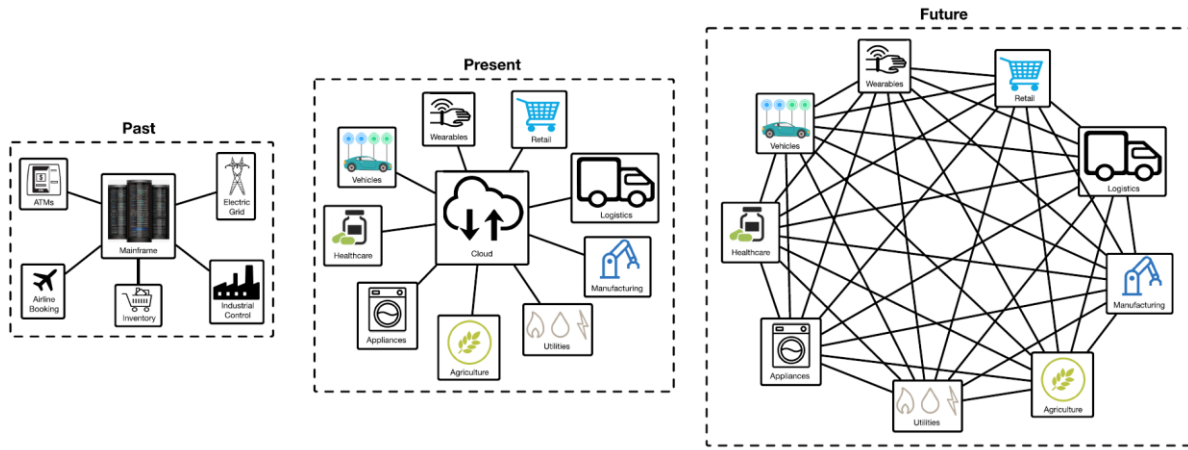 Past
ATMs
Mainframe
Electric
Grid
Airline
Booking
Inventory
Industrial
Control
Present
Wearables
Retail
Vehicles
Logistics
Healthcare
Cloud
Manufacturing
Appliances
Utilities
Agriculture
Future
Wearables
Retail
Vehicles
Logistics
Healthcare
Manufacturing
Appliances
Agriculture
Utilities